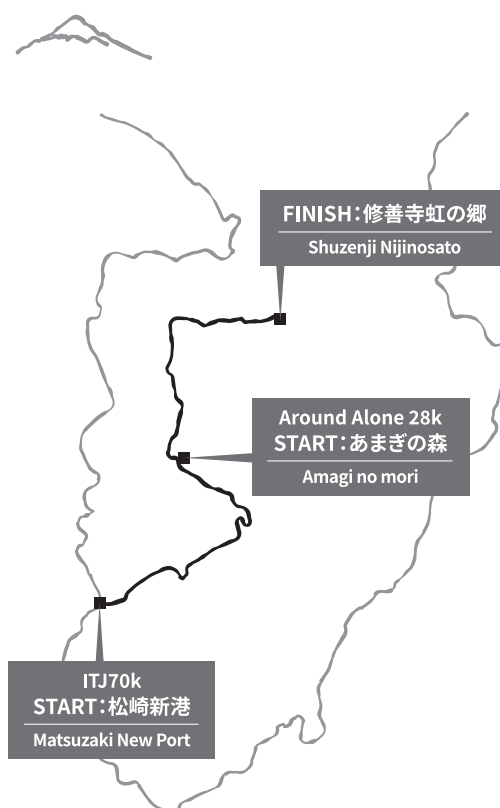 FINISH：修善寺虹の郷
Shuzenji Nijinosato
Around Alone 28k
START：あまぎの森
Amagi no mori
ITJ70k
START：松崎新港
Matsuzaki New Port